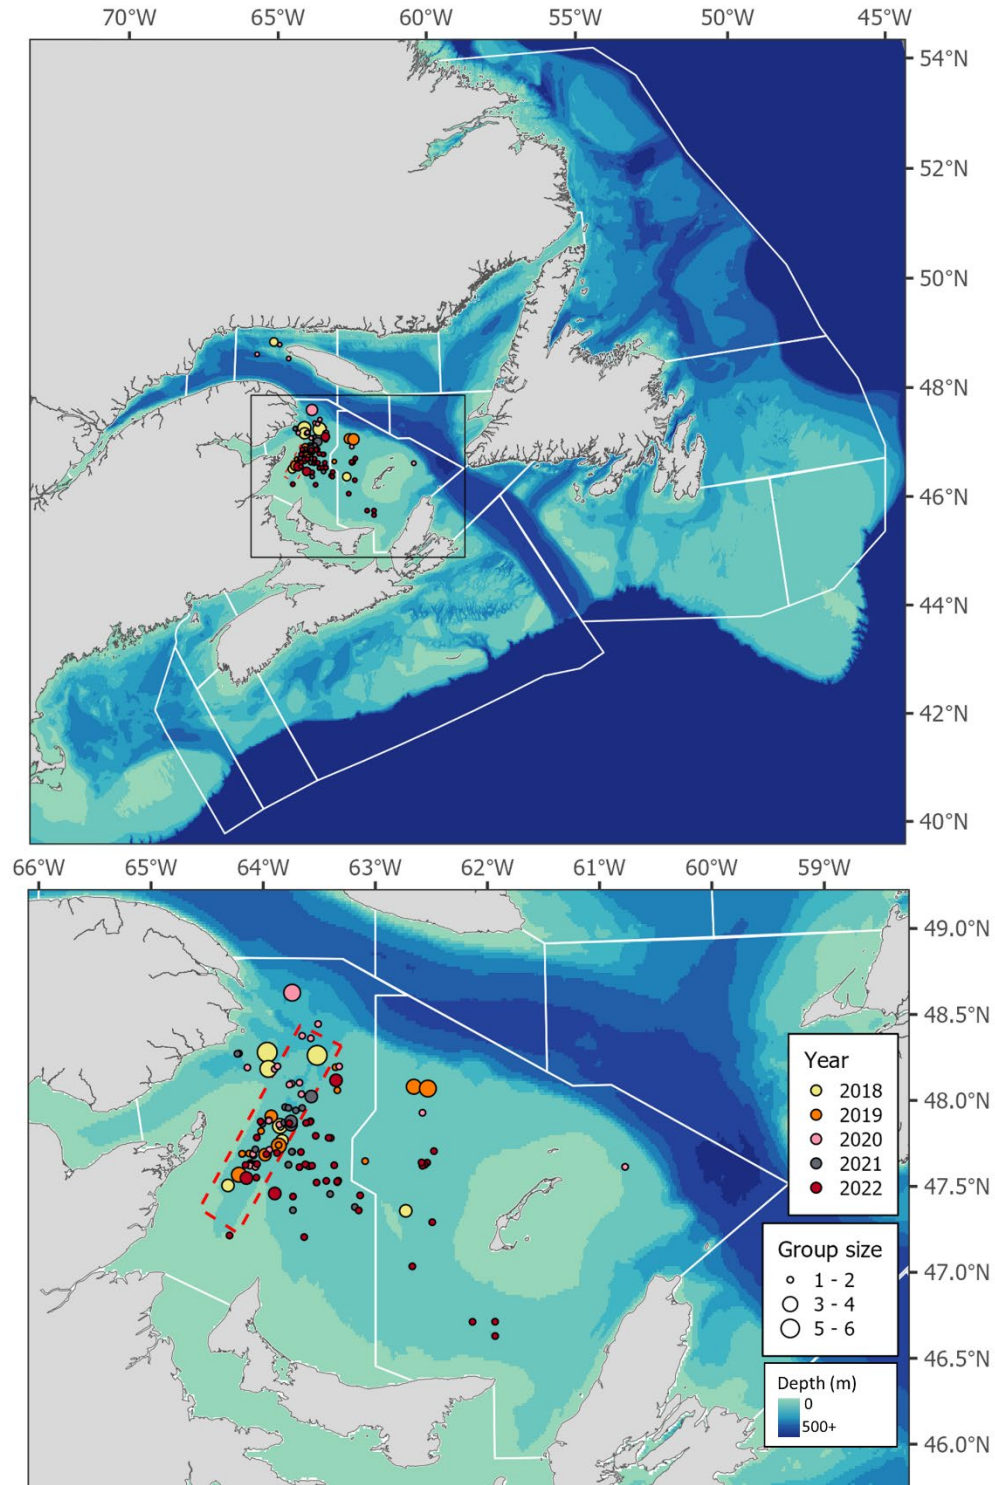 70°W 65°W 60°W 55°W 50°W 45°W
54°N
52°N
50°N
48°N
46°N
44°N
42°N
40°N
66°W 65°W 64°W 63°W 62°W 61°W 60°W 59°W
49.0°N
48.5°N
48.0°N
47.5°N
47.0°N
46.5°N
46.0°N
Year
2018
2019
2020
2021
2022
Group size
1 - 2
3 - 4
5 - 6
Depth (m)
0
500+